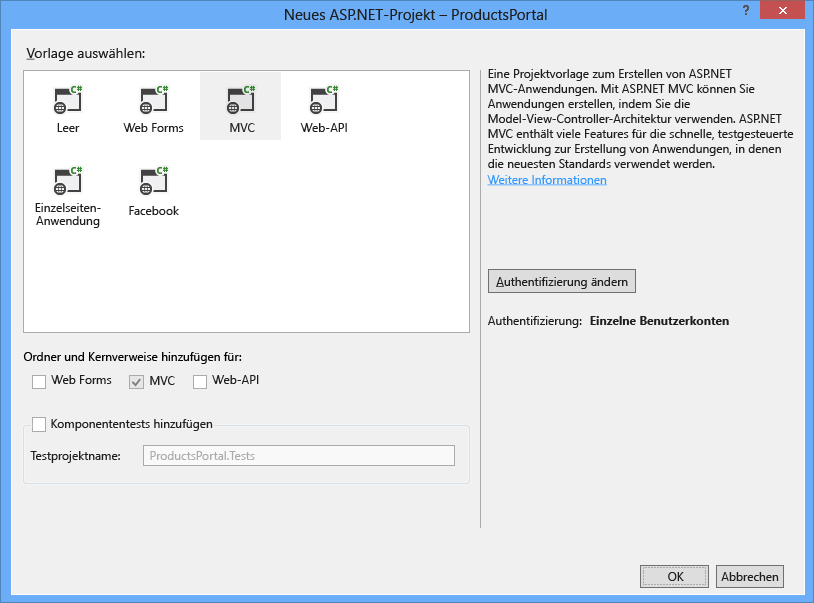 Neues ASP.NET-Projekt – ProductsPortal
?
Vorlage auswählen:
C# C# C# C#
Leer Web Forms MVC Web-API
C# C#
Einzelseiten-
Anwendung
Facebook
Eine Projektvorlage zum Erstellen von ASP.NET
MVC-Anwendungen. Mit ASP.NET MVC können Sie
Anwendungen erstellen, indem Sie die
Model-View-Controller-Architektur verwenden. ASP.NET
MVC enthält viele Features für die schnelle, testgesteuerte
Entwicklung zur Erstellung von Anwendungen, in denen
die neuesten Standards verwendet werden.
Weitere Informationen
Authentifizierung ändern
Authentifizierung: Einzelne Benutzerkonten
Ordner und Kernverweise hinzufügen für:
Web Forms MVC Web-API
Komponententests hinzufügen
Testprojektname: ProductsPortal.Tests
OK Abbrechen